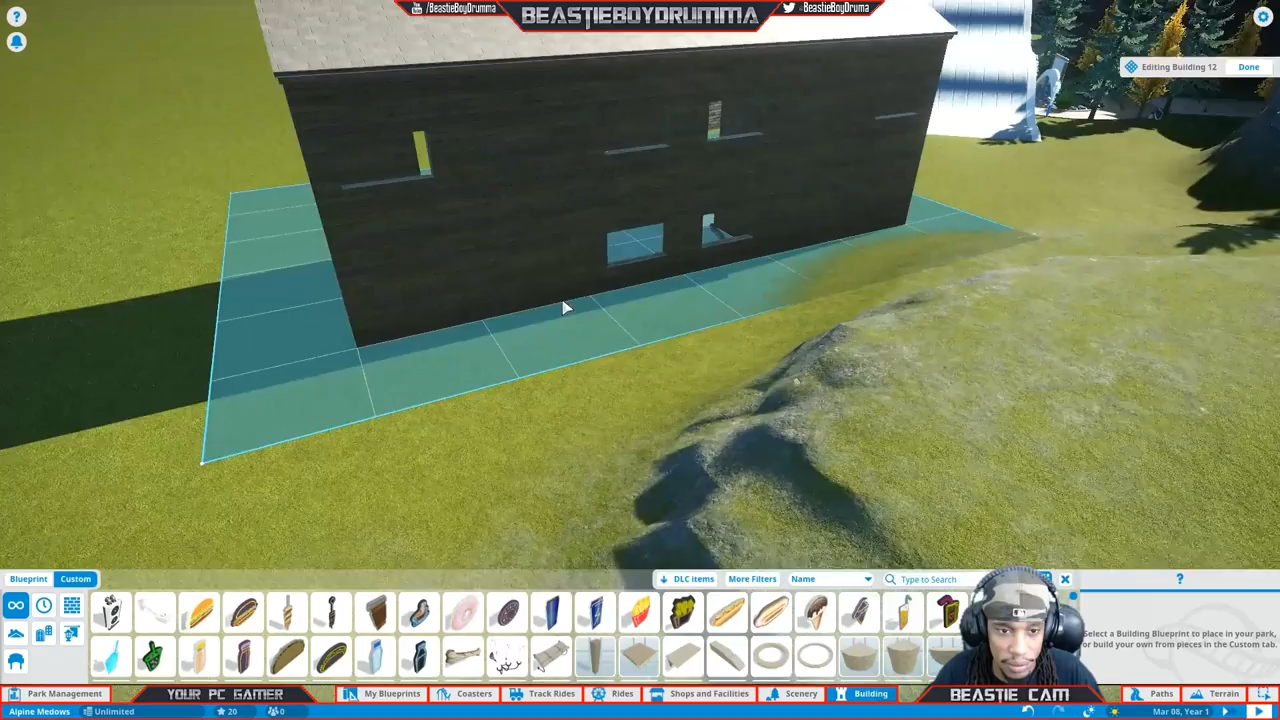 /BeastieBoyDrumma
BEASTIEBOYDRUMMA
@BeastieBoyDruma
Editing Building 12
Done
Blueprint
Custom
DLC items
More Filters
Name
Type to Search
Select a Building Blueprint to place in your park,
or build your own from pieces in the Custom tab.
Park Management
YOUR PC GAMER
My Blueprints
Coasters
Track Rides
Rides
Shops and Facilities
Scenery
Building
BEASTIE CAM
Paths
Terrain
Alpine Meadows
Unlimited
20
0
Mar 08, Year 1